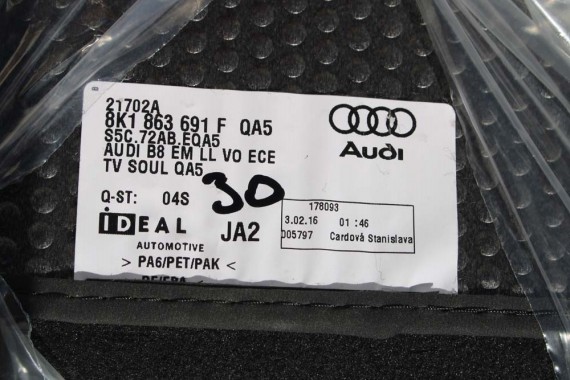 21702A
8K1 863 691 F QA5
S5C.72AB.EQA5
AUDI B8 EM LL VO ECE
TV SOUL QA5
Audi
Q-ST: 04S
30
178093
3.02.16 01:46
D05797 Cardová Stanislava
iDEAL JA2
AUTOMOTIVE
> PA6/PET/PAK <